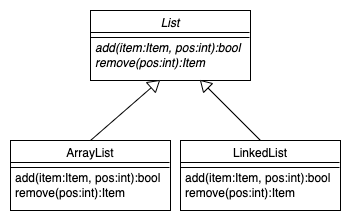 List
add(item:Item, pos:int):bool
remove(pos:int):Item
ArrayList
add(item:Item, pos:int):bool
remove(pos:int):Item
LinkedList
add(item:Item, pos:int):bool
remove(pos:int):Item